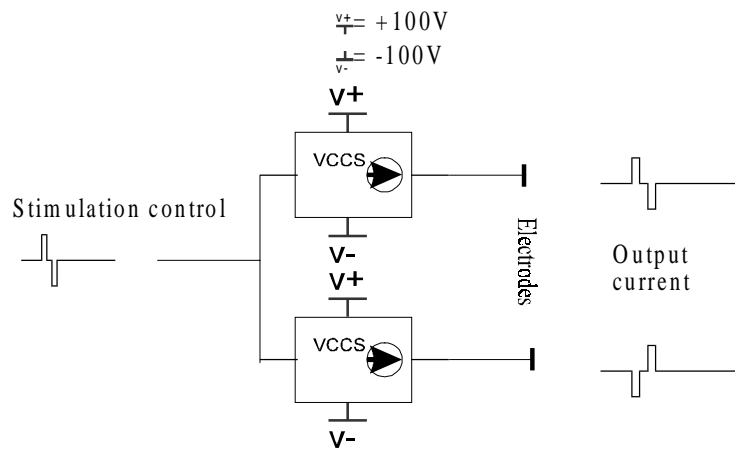 V+ = +100V
V- = -100V
V+
VCCS
Stimulation control
V-
V+
Electrodes
Output
current
VCCS
V-